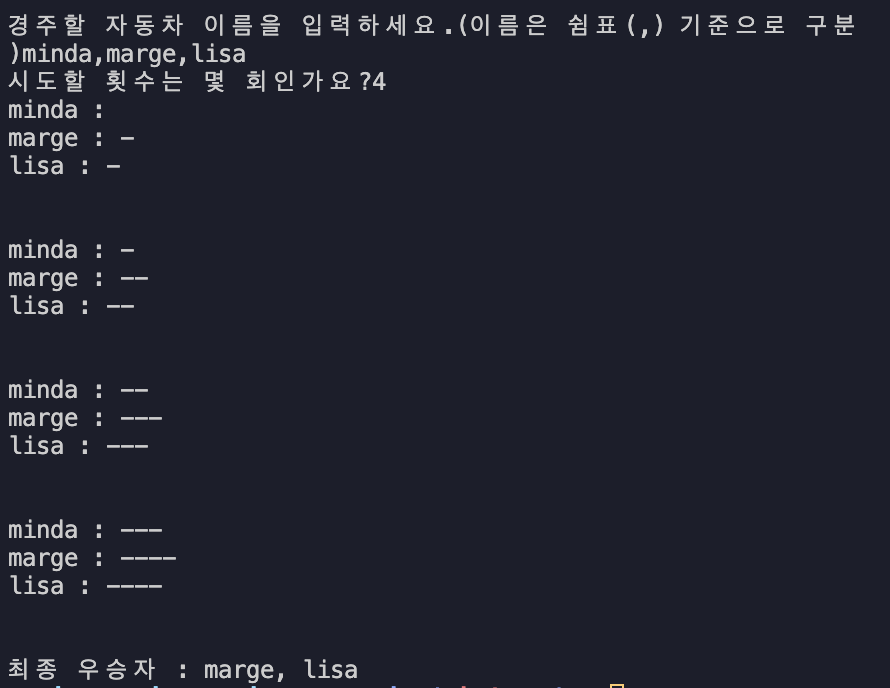 경주할 자동차 이름을 입력하세요.(이름은 쉼표(,) 기준으로 구분
)minda,marge,lisa
시도할 횟수는 몇 회인가요?4
minda :
marge : -
lisa : -
minda : -
marge : --
lisa : --
minda : --
marge : ---
lisa : ---
minda : ---
marge : ----
lisa : ----
최종 우승자 : marge, lisa